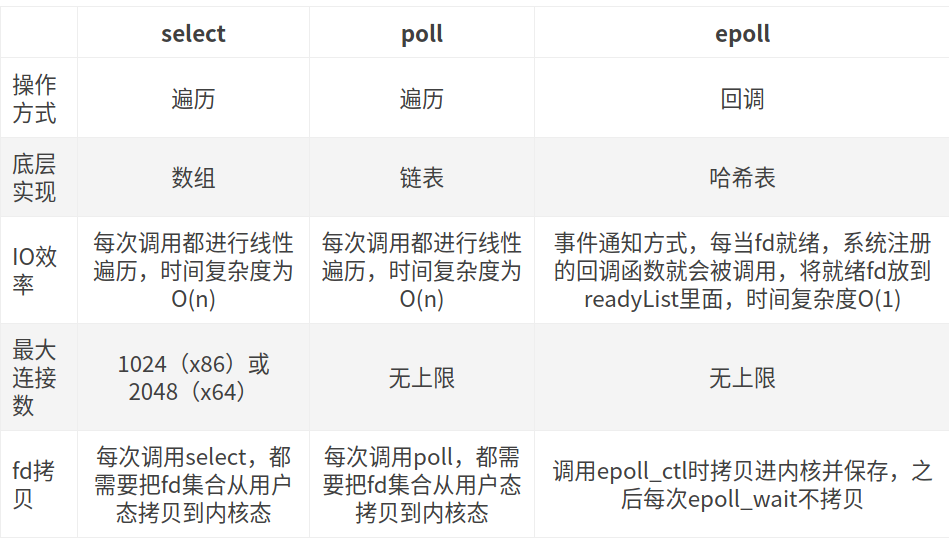 select
poll
epoll
操作
方式
遍历
遍历
回调
底层
实现
数组
链表
哈希表
IO效
率
每次调用都进行线性
遍历，时间复杂度为
O(n)
每次调用都进行线性
遍历，时间复杂度为
O(n)
事件通知方式，每当fd就绪，系统注册
的回调函数就会被调用，将就绪fd放到
readyList里面，时间复杂度O(1)
最大
连接
数
1024（x86）或
2048（x64）
无上限
无上限
fd拷
贝
每次调用select，都
需要把fd集合从用户
态拷贝到内核态
每次调用poll，都需
要把fd集合从用户态
拷贝到内核态
调用epoll_ctl时拷贝进内核并保存，之
后每次epoll_wait不拷贝